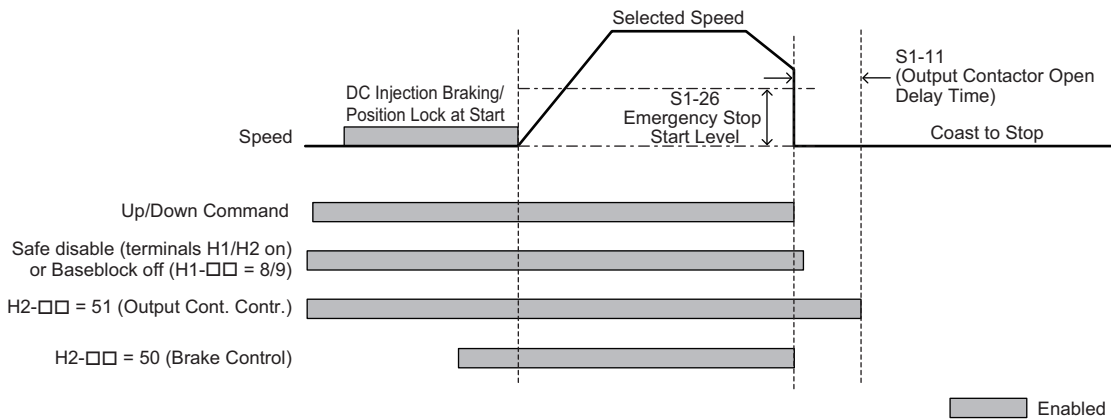 Selected Speed
S1-11
(Output Contactor Open
Delay Time)
DC Injection Braking/
Position Lock at Start
S1-26
Emergency Stop
Start Level
Speed
Coast to Stop
Up/Down Command
Safe disable (terminals H1/H2 on)
or Baseblock off (H1-□□ = 8/9)
H2-□□ = 51 (Output Cont. Contr.)
H2-□□ = 50 (Brake Control)
Enabled